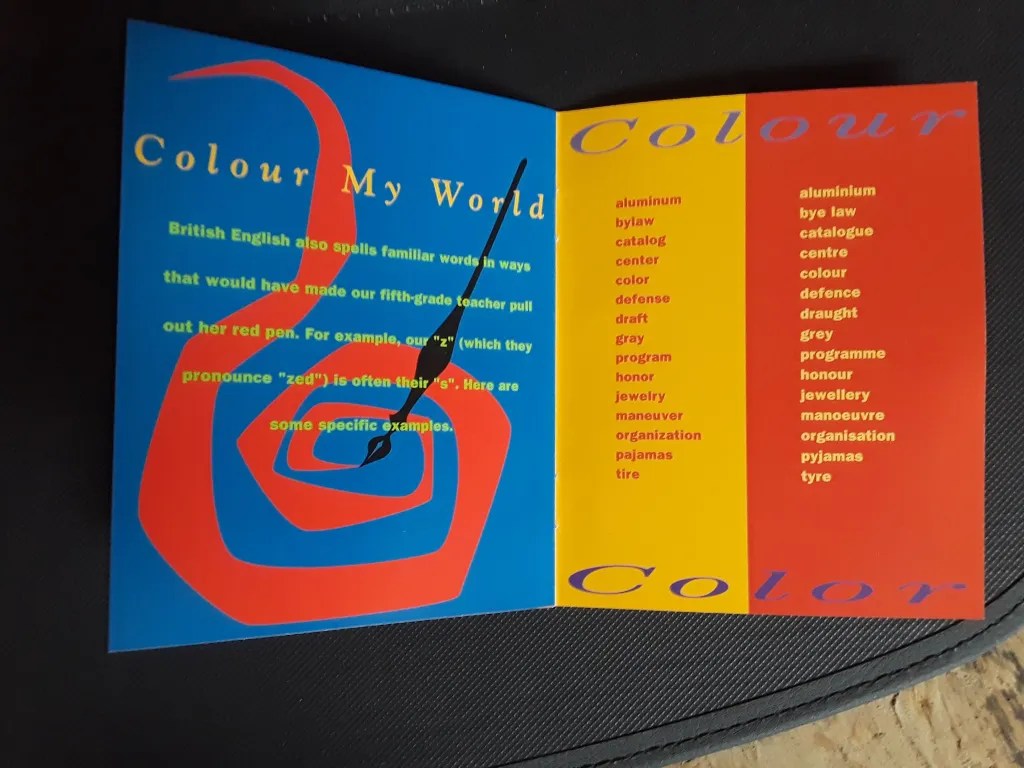 Colour My World
British English also spells familiar words in ways
that would have made our fifth-grade teacher pull
out her red pen. For example, our "z" (which they
pronounce "zed") is often their "s". Here are
some specific examples.
Colour
aluminum
bylaw
catalog
center
color
defense
draft
gray
program
honor
jewelry
maneuver
organization
pajamas
tire
aluminium
bye law
catalogue
centre
colour
defence
draught
grey
programme
honour
jewellery
manoeuvre
organisation
pyjamas
tyre
Color